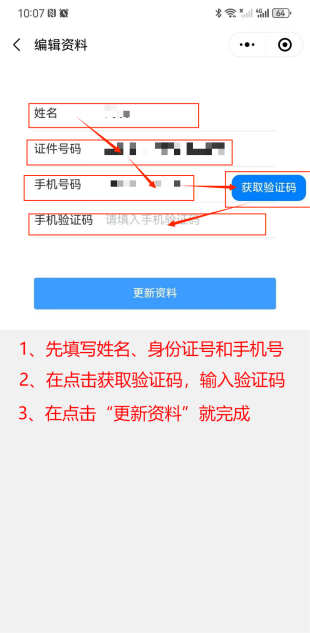 10:07
4G
64
编辑资料
姓名
证件号码
手机号码
获取验证码
手机验证码 请填入手机验证码
更新资料
1、先填写姓名、身份证号和手机号
2、在点击获取验证码，输入验证码
3、在点击“更新资料”就完成